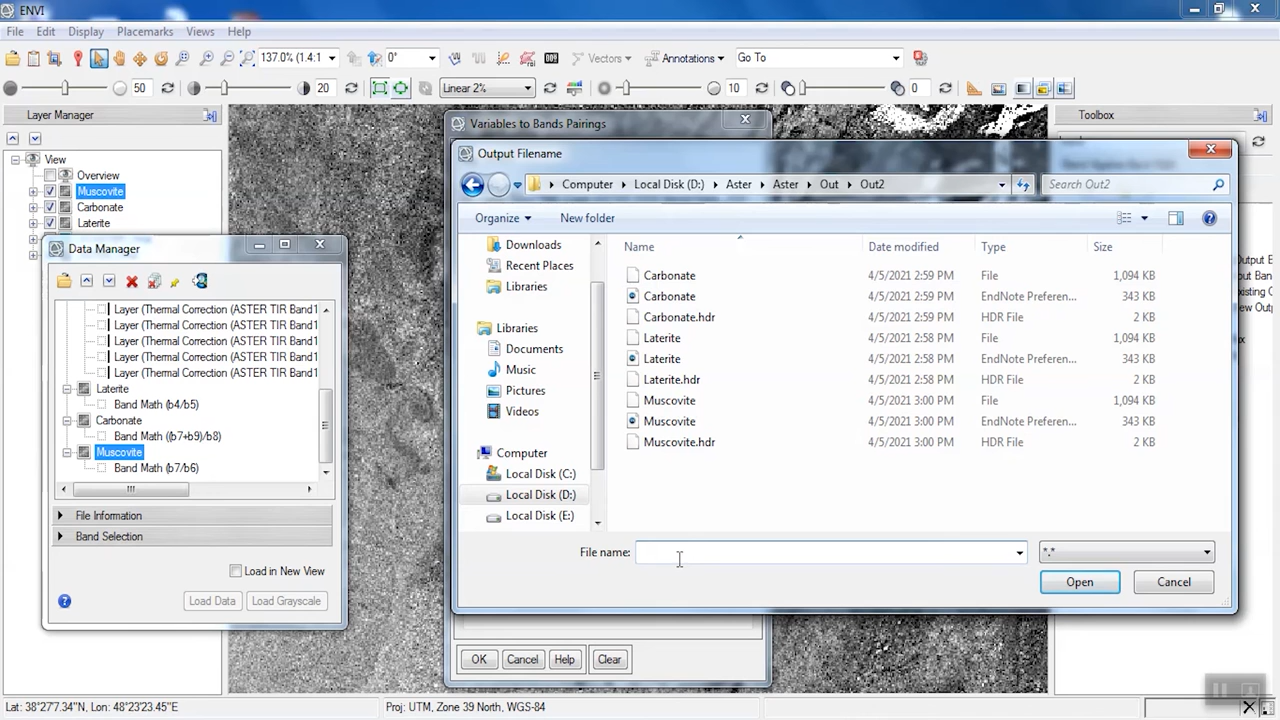 ENVI
File Edit Display Placemarks Views Help
137.0% (1.4:1 0° Vectors Annotations Go To
50 20 Linear 2% 10 0
Layer Manager
Toolbox
View
Overview
Muscovite
Carbonate
Laterite
Data Manager
Layer (Thermal Correction (ASTER TIR Band1
Layer (Thermal Correction (ASTER TIR Band1
Layer (Thermal Correction (ASTER TIR Band1
Layer (Thermal Correction (ASTER TIR Band1
Layer (Thermal Correction (ASTER TIR Band1
Laterite
Band Math (b4/b5)
Carbonate
Band Math ((b7+b9)/b8)
Muscovite
Band Math (b7/b6)
File Information
Band Selection
Load in New View
Load Data Load Grayscale
Variables to Bands Pairings
Output Filename
Computer Local Disk (D:) Aster Aster Out Out2 Search Out2
Organize New folder
Downloads
Recent Places
Libraries
Libraries
Documents
Music
Pictures
Videos
Computer
Local Disk (C:)
Local Disk (D:)
Local Disk (E:)
Name Date modified Type Size
Carbonate 4/5/2021 2:59 PM File 1,094 KB
Carbonate 4/5/2021 2:59 PM EndNote Preferen... 343 KB
Carbonate.hdr 4/5/2021 2:59 PM HDR File 2 KB
Laterite 4/5/2021 2:58 PM File 1,094 KB
Laterite 4/5/2021 2:58 PM EndNote Preferen... 343 KB
Laterite.hdr 4/5/2021 2:58 PM HDR File 2 KB
Muscovite 4/5/2021 3:00 PM File 1,094 KB
Muscovite 4/5/2021 3:00 PM EndNote Preferen... 343 KB
Muscovite.hdr 4/5/2021 3:00 PM HDR File 2 KB
File name: *.*
Open Cancel
OK Cancel Help Clear
Lat: 38°27'7.34"N, Lon: 48°23'23.45"E Proj: UTM, Zone 39 North, WGS-84